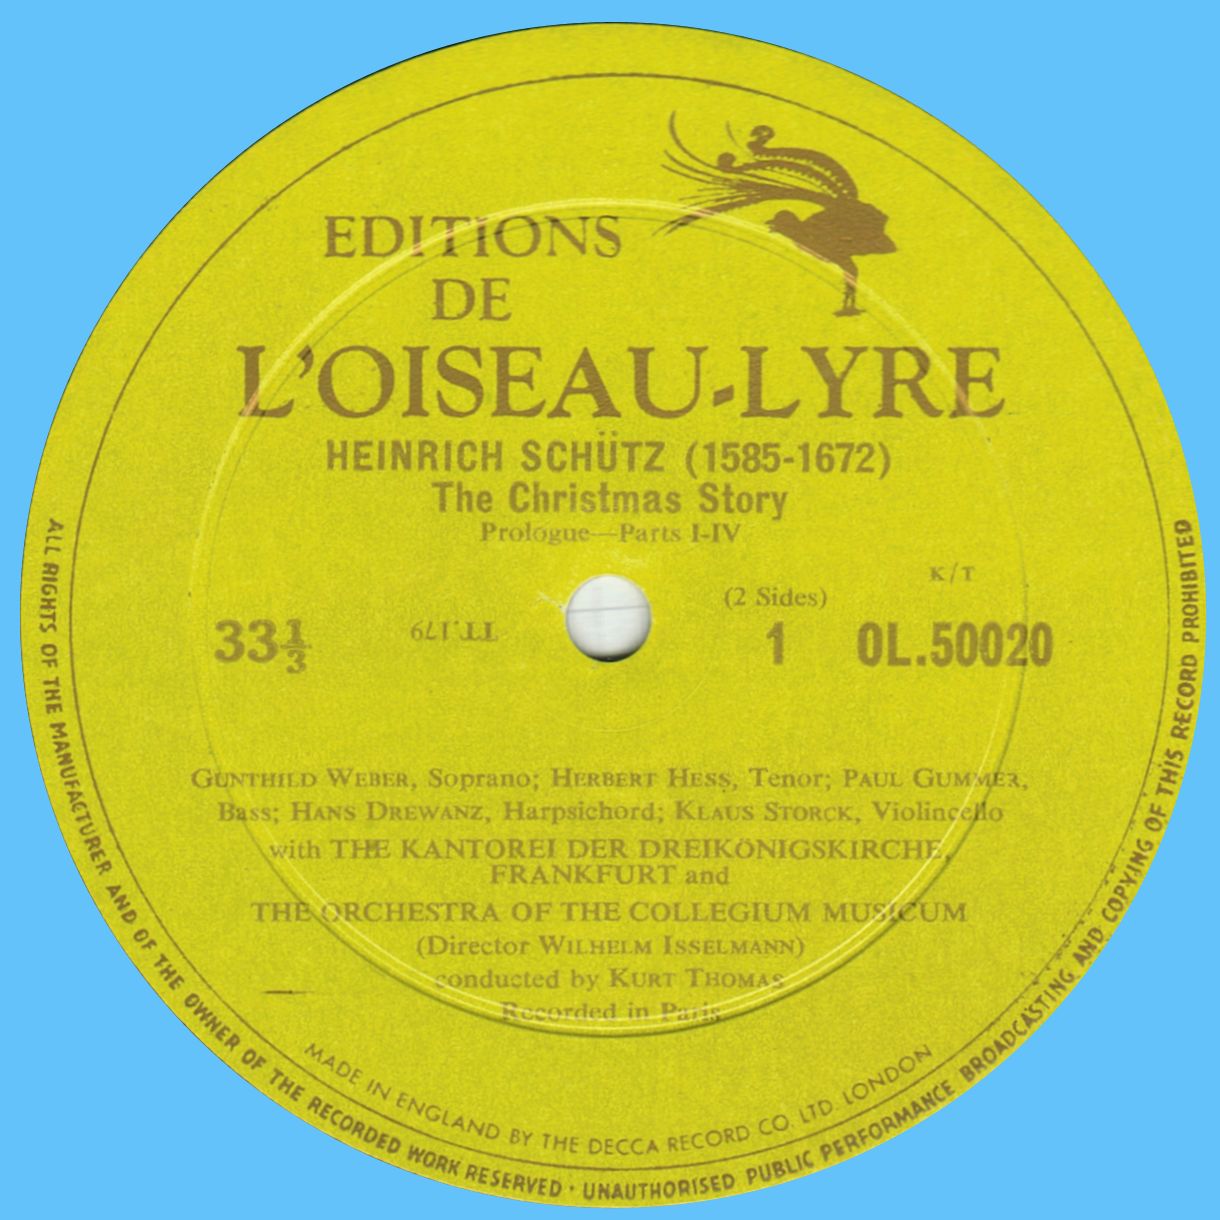 EDITIONS
DE
L'OISEAU-LYRE
HEINRICH SCHÜTZ (1585-1672)
The Christmas Story
Prologue—Parts I-IV
K/T
(2 Sides)
33⅓
TT.179
1
OL.50020
GUNTHILD WEBER, Soprano; HERBERT HESS, Tenor; PAUL GUMMER,
Bass; HANS DREWANZ, Harpsichord; KLAUS STORCK, Violincello
with THE KANTOREI DER DREIKÖNIGSKIRCHE,
FRANKFURT and
THE ORCHESTRA OF THE COLLEGIUM MUSICUM
(Director WILHELM ISSELMANN)
conducted by KURT THOMAS
Recorded in Paris
MADE IN ENGLAND BY THE DECCA RECORD CO. LTD. LONDON
ALL RIGHTS OF THE MANUFACTURER AND OF THE OWNER OF THE RECORDED WORK RESERVED · UNAUTHORISED PUBLIC PERFORMANCE BROADCASTING AND COPYING OF THIS RECORD PROHIBITED